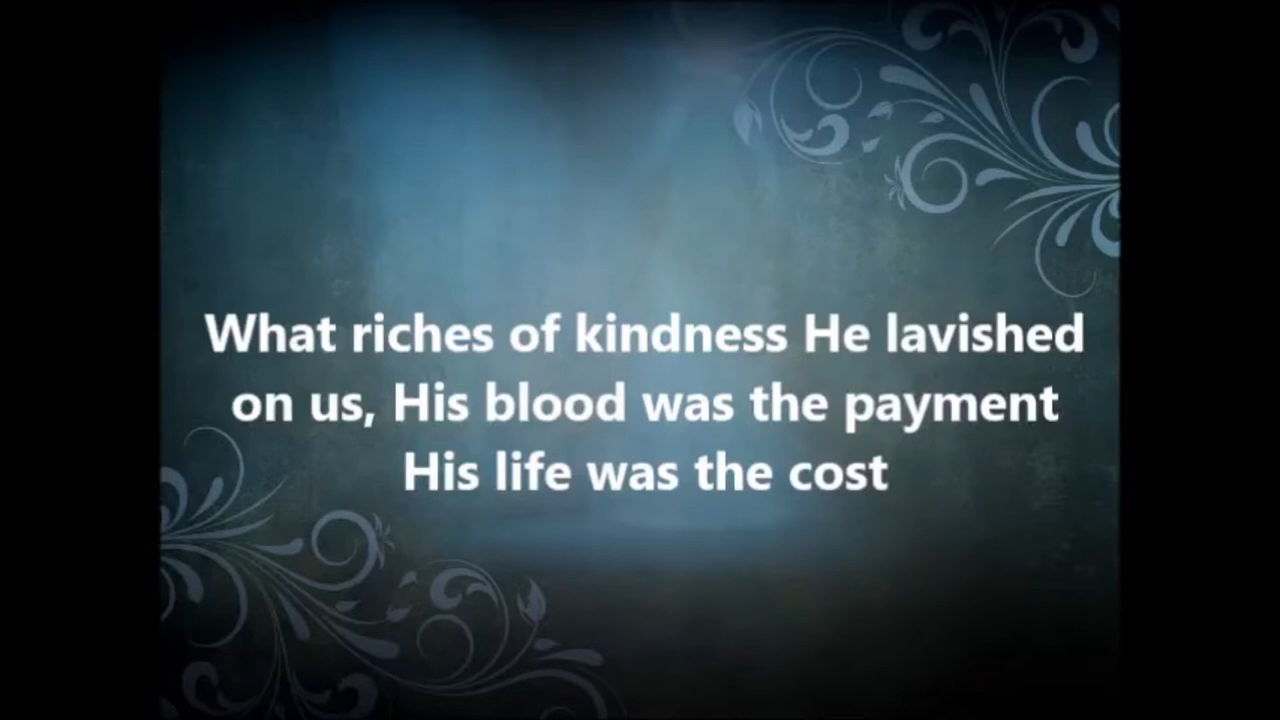 What riches of kindness He lavished
on us, His blood was the payment
His life was the cost